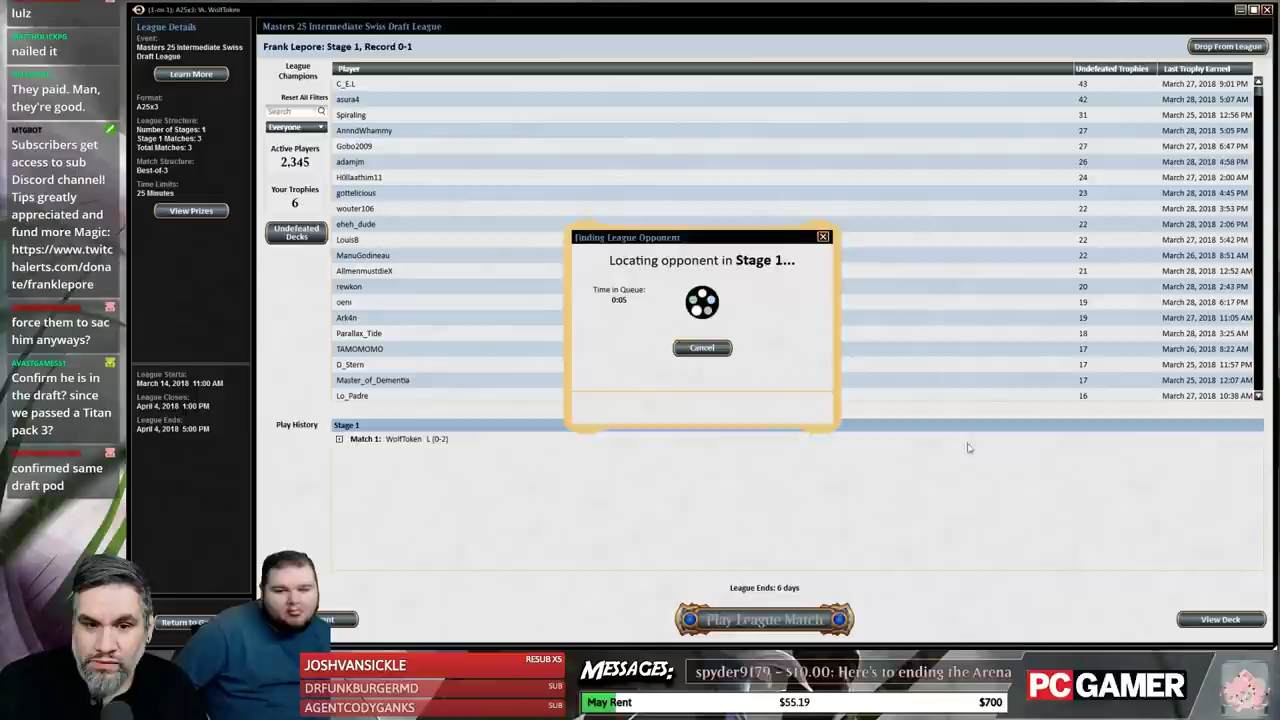 lulz
nailed it
They paid. Man,
they're good.
MTGBOT
Subscribers get
access to sub
Discord channel!
Tips greatly
appreciated and
fund more Magic:
https://www.twitc
halerts.com/dona
te/franklepore
force them to sac
him anyways?
AVASTGAMESS1
Confirm he is in
the draft? since
we passed a Titan
pack 3?
confirmed same
draft pod
(1-on-1): A25x3: Vs. WolfToken
League Details
Event:
Masters 25 Intermediate Swiss
Draft League
Learn More
Format:
A25x3
League Structure:
Number of Stages: 1
Stage 1 Matches: 3
Total Matches: 3
Match Structure:
Best-of-3
Time Limits:
25 Minutes
View Prizes
League Starts:
March 14, 2018 11:00 AM
League Closes:
April 4, 2018 1:00 PM
League Ends:
April 4, 2018 5:00 PM
Masters 25 Intermediate Swiss Draft League
Frank Lepore: Stage 1, Record 0-1
Drop From League
League
Champions
Reset All Filters
Search
Everyone
Active Players
2,345
Your Trophies
6
Undefeated
Decks
Player Undefeated Trophies Last Trophy Earned
C_E.L 43 March 27, 2018 9:01 PM
asura4 42 March 28, 2018 5:07 AM
Spiraling 31 March 25, 2018 12:56 PM
AnnndWhammy 27 March 28, 2018 5:05 PM
Gobo2009 27 March 27, 2018 6:47 PM
adamjm 26 March 28, 2018 4:58 PM
H0llaathim11 24 March 27, 2018 2:00 AM
gottelicious 23 March 28, 2018 4:45 PM
wouter106 22 March 28, 2018 3:53 PM
eheh_dude 22 March 28, 2018 2:06 PM
LouisB 22 March 27, 2018 5:42 PM
ManuGodineau 22 March 26, 2018 8:51 AM
AllmenmustdieX 21 March 28, 2018 12:52 AM
rewkon 20 March 28, 2018 2:43 PM
oeni 19 March 28, 2018 6:17 PM
Ark4n 19 March 27, 2018 11:05 AM
Parallax_Tide 18 March 28, 2018 3:25 AM
TAMOMOMO 17 March 26, 2018 8:22 AM
D_Stern 17 March 25, 2018 11:57 PM
Master_of_Dementia 17 March 25, 2018 12:07 AM
Lo_Padre 16 March 27, 2018 10:38 AM
Finding League Opponent
Locating opponent in Stage 1...
Time in Queue:
0:05
Cancel
Play History
Stage 1
Match 1: WolfToken L (0-2)
League Ends: 6 days
Return to
Play League Match
View Deck
JOSHVANSICKLE RESUB X5
DRFUNKBURGERMD SUB
AGENTCODYGANKS SUB
MESSAGES:
spyder9179 - $10.00: Here's to ending the Arena
May Rent $55.19 $700
PC GAMER